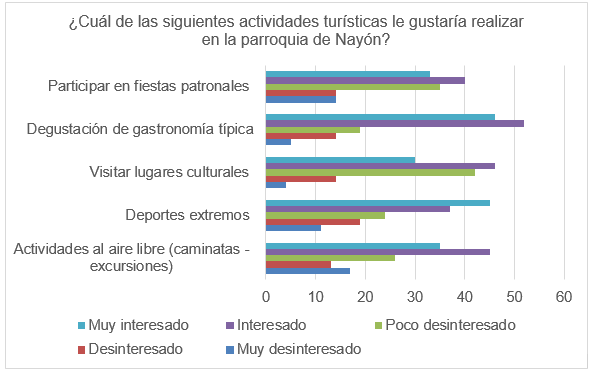 ¿Cuál de las siguientes actividades turísticas le gustaría realizar
en la parroquia de Nayón?
Participar en fiestas patronales
Degustación de gastronomía típica
Visitar lugares culturales
Deportes extremos
Actividades al aire libre (caminatas -
excursiones)
0 10 20 30 40 50 60
Muy interesado Interesado Poco desinteresado
Desinteresado Muy desinteresado